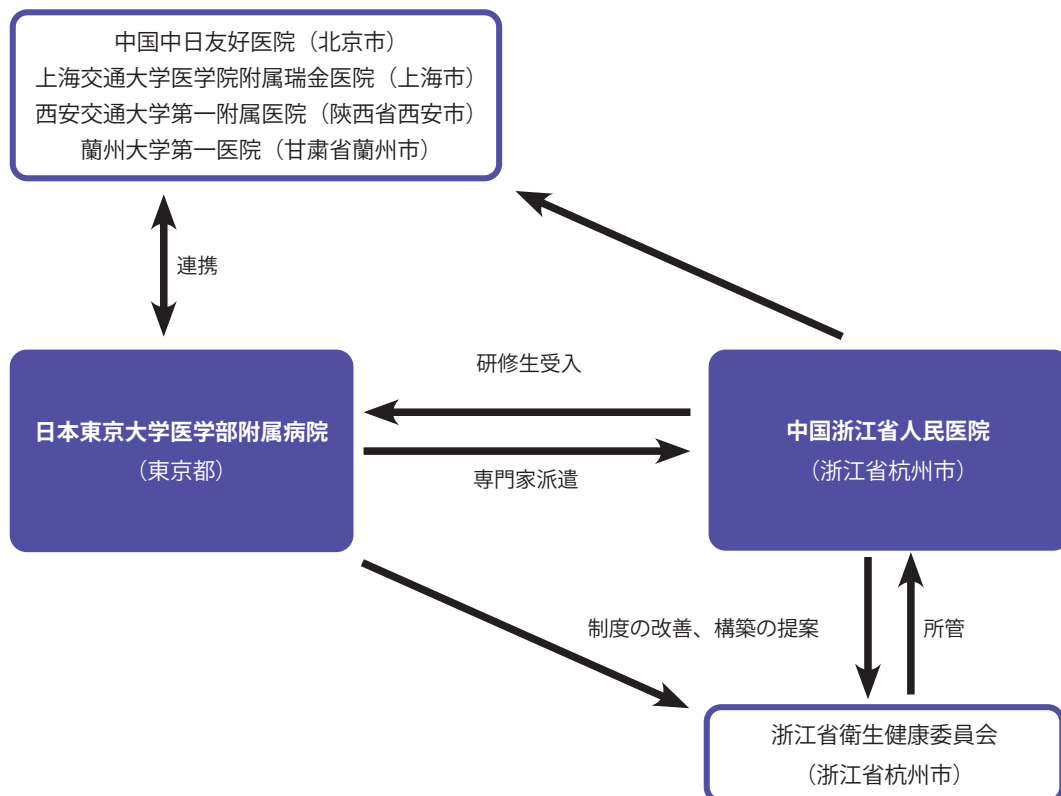 中国中日友好医院（北京市）
上海交通大学医学院附属瑞金医院（上海市）
西安交通大学第一附属医院（陝西省西安市）
蘭州大学第一医院（甘粛省蘭州市）
連携
研修生受入
日本東京大学医学部附属病院
（東京都）
中国浙江省人民医院
（浙江省杭州市）
専門家派遣
制度の改善、構築の提案
所管
浙江省衛生健康委員会
（浙江省杭州市）